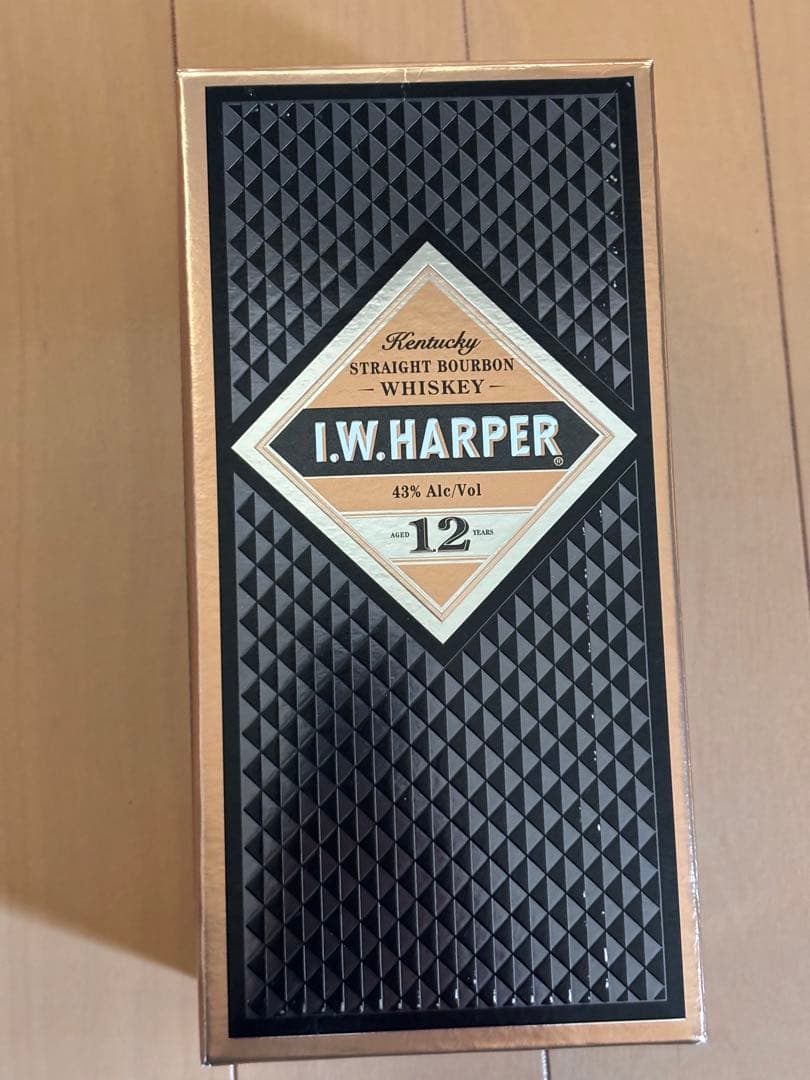 Kentucky
STRAIGHT BOURBON
– WHISKEY –
I.W. HARPER®
43% Alc/Vol
AGED 12 YEARS